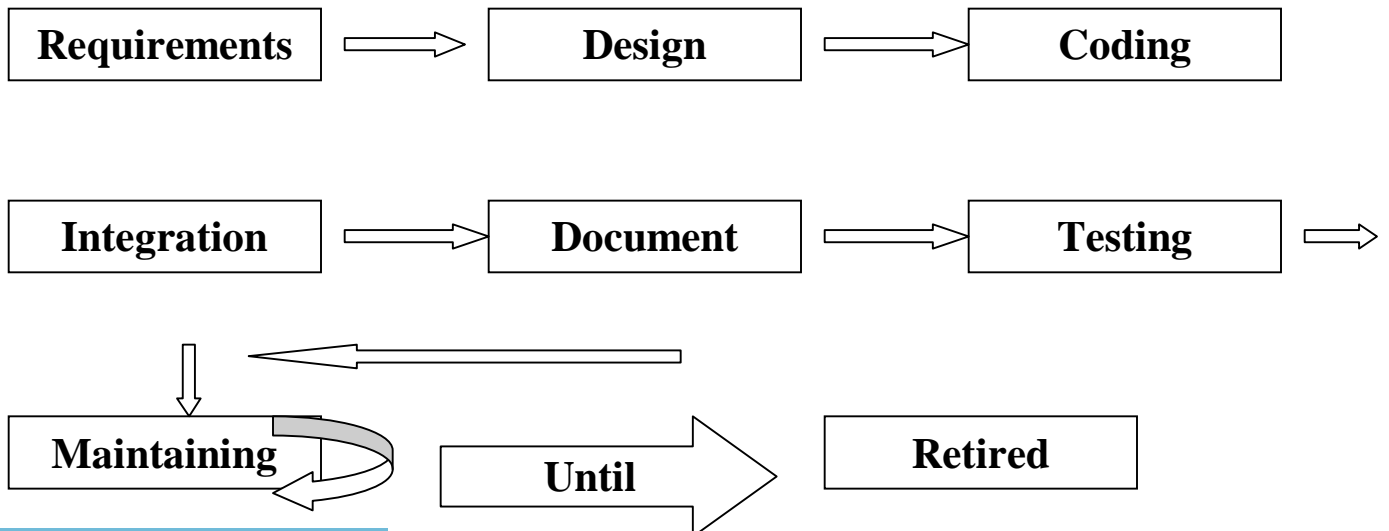 Requirements Design Coding
Integration Document Testing
Maintaining Until Retired